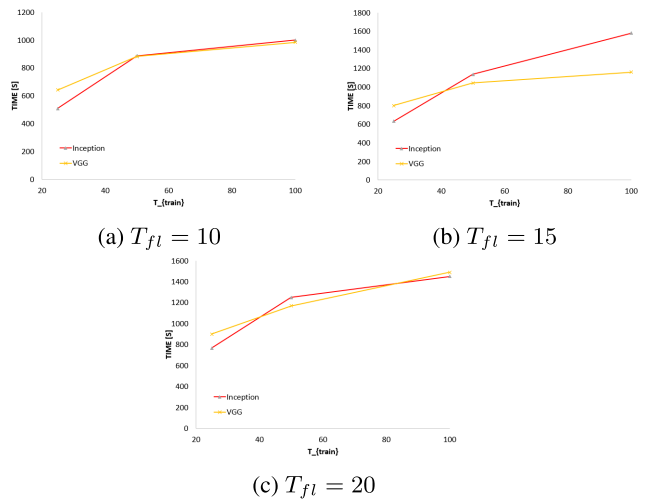 1200
1000
800
600
400
200
0
TIME [S]
Inception
VGG
20 40 60 80 100
T_{train}
(a) T_{fl} = 10
1800
1600
1400
1200
1000
800
600
400
200
0
TIME [S]
Inception
VGG
20 40 60 80 100
T_{train}
(b) T_{fl} = 15
1600
1400
1200
1000
800
600
400
200
0
TIME [S]
Inception
VGG
20 40 60 80 100
T_{train}
(c) T_{fl} = 20